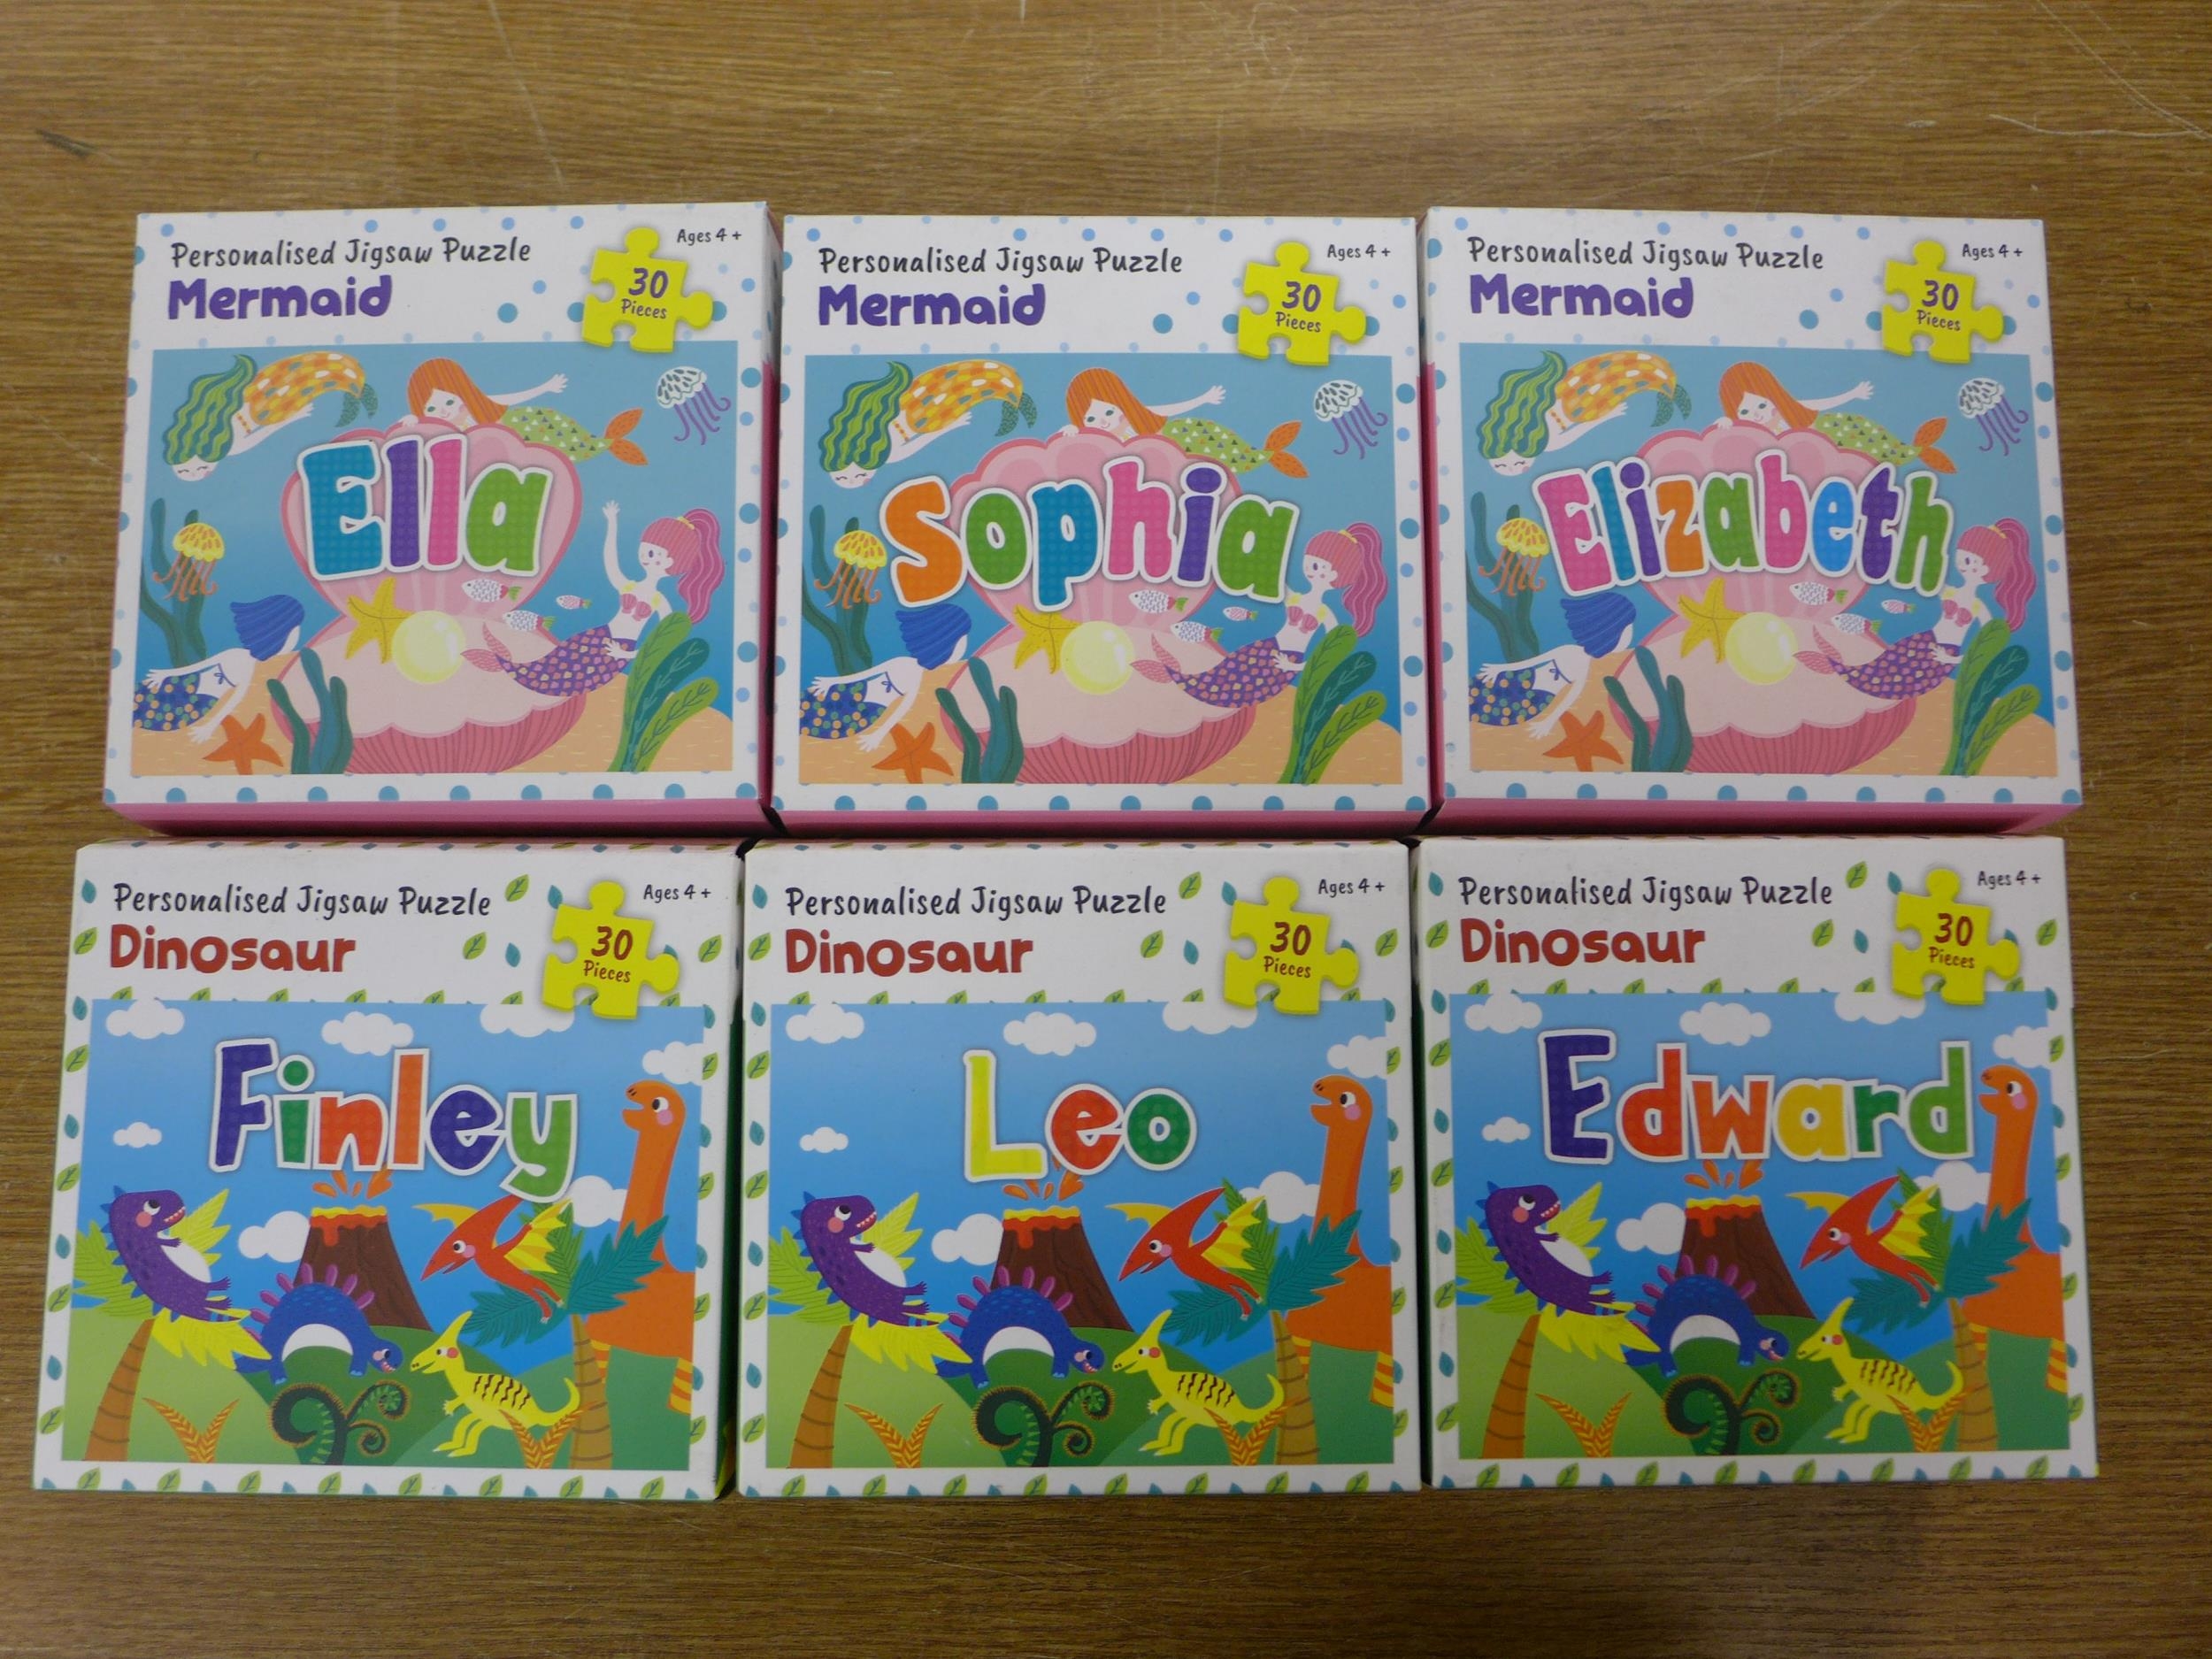 Personalised Jigsaw Puzzle
Mermaid
30
Pieces
Ages 4 +
Ella
Personalised Jigsaw Puzzle
Mermaid
30
Pieces
Ages 4 +
Sophia
Personalised Jigsaw Puzzle
Mermaid
30
Pieces
Ages 4 +
Elizabeth
Personalised Jigsaw Puzzle
Dinosaur
30
Pieces
Ages 4 +
Finley
Personalised Jigsaw Puzzle
Dinosaur
30
Pieces
Ages 4 +
Leo
Personalised Jigsaw Puzzle
Dinosaur
30
Pieces
Ages 4 +
Edward